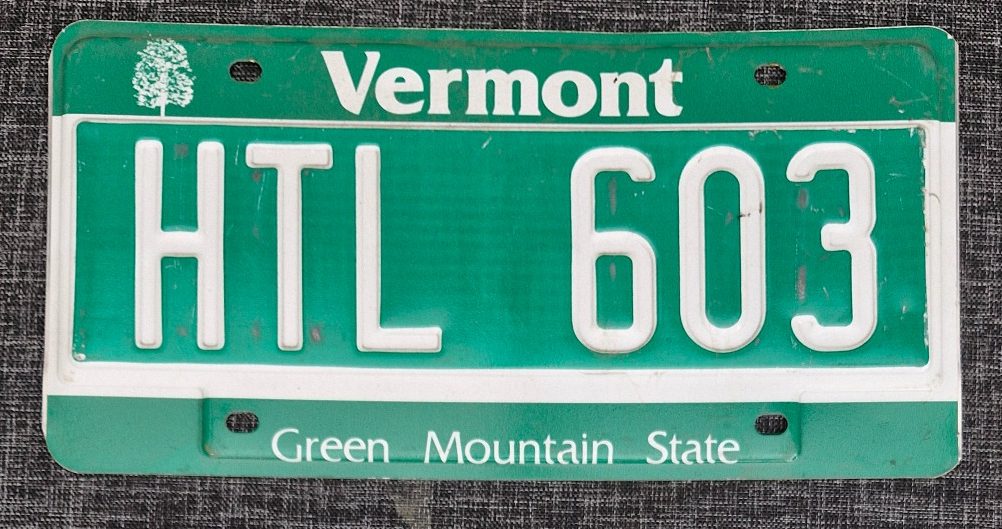 Vermont
HTL 603
Green Mountain State